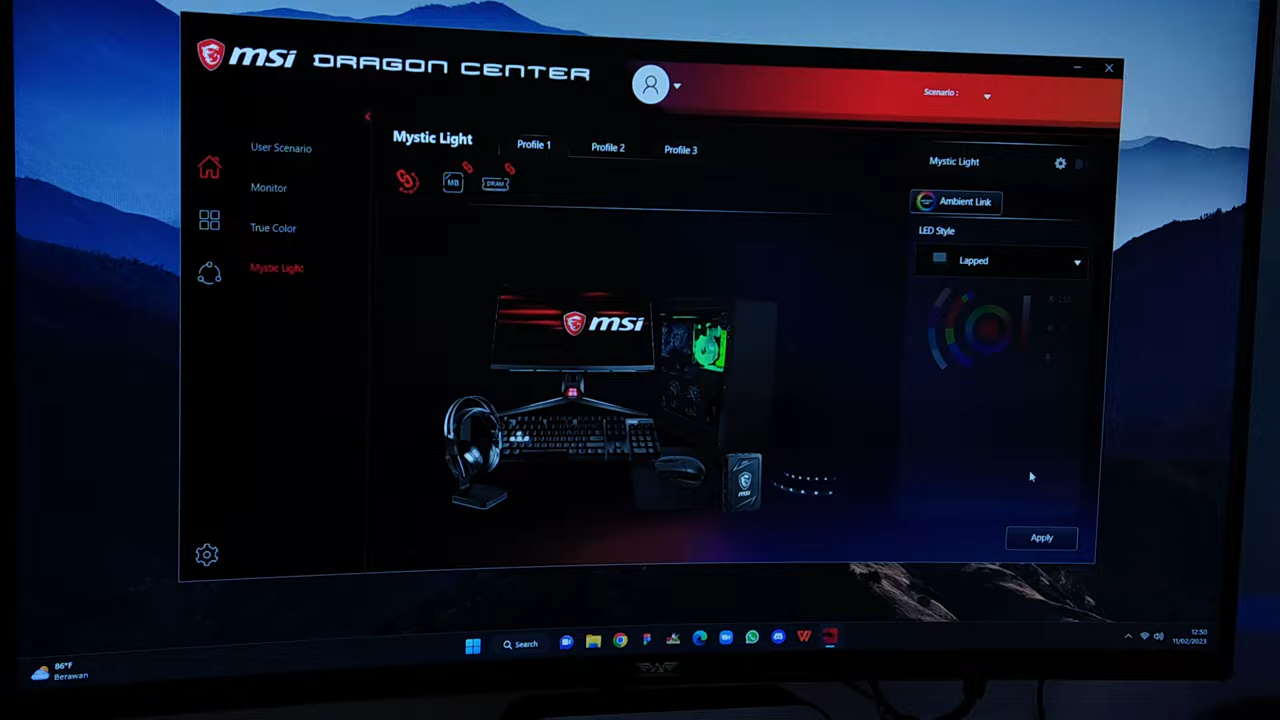 msi DRAGON CENTER
Scenario :
User Scenario
Monitor
True Color
Mystic Light
Mystic Light
Profile 1
Profile 2
Profile 3
MB
DRAM
Mystic Light
Ambient Link
LED Style
Lapped
msi
msi
Apply
86°F
Berawan
Search
12:50
11/02/2023